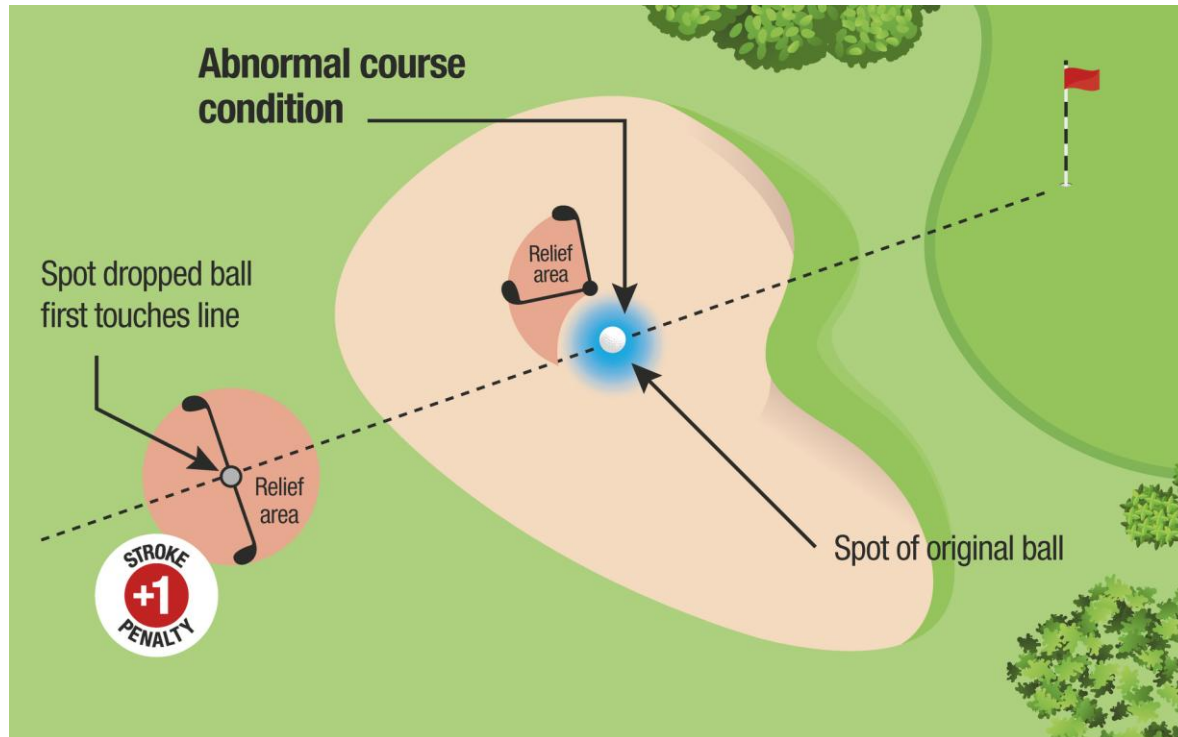 Abnormal course
condition
Relief
area
Spot dropped ball
first touches line
Relief
area
STROKE
+1
PENALTY
Spot of original ball